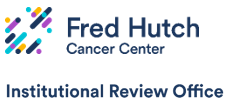 Fred Hutch
Cancer Center
Institutional Review Office